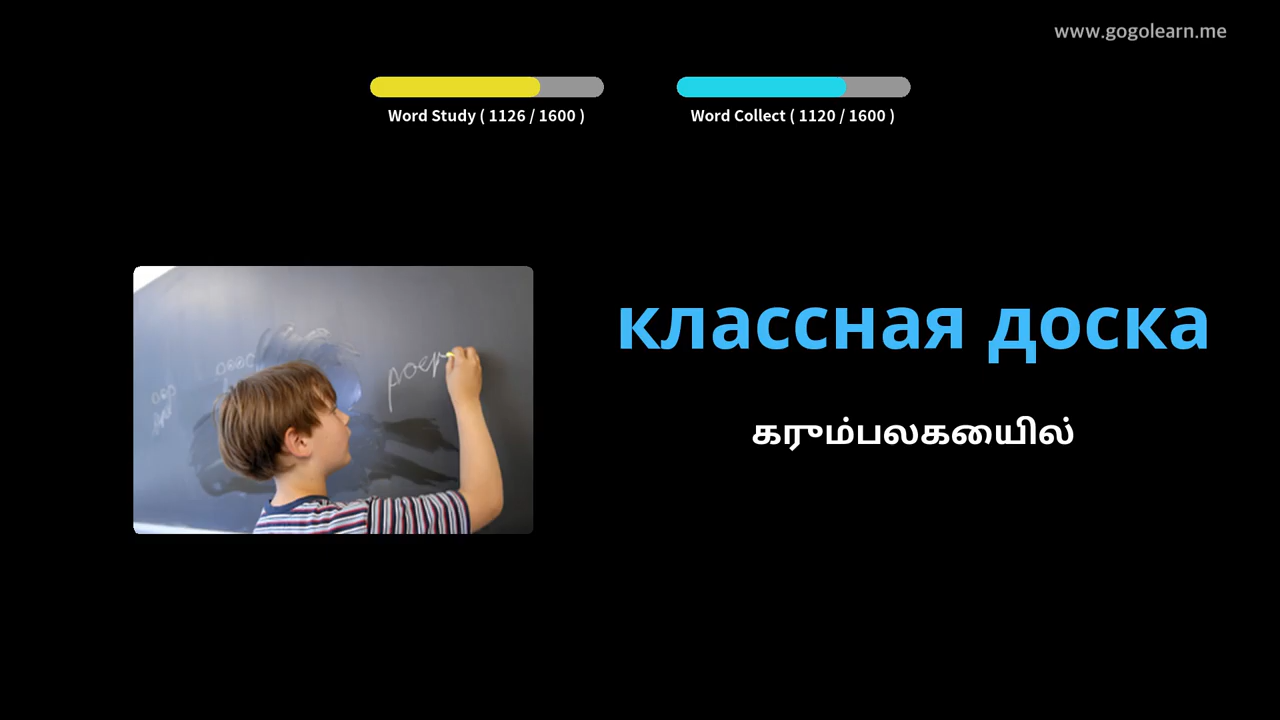 www.gogolearn.me
Word Study ( 1126 / 1600 )
Word Collect ( 1120 / 1600 )
классная доска
கரும்பலகையில்